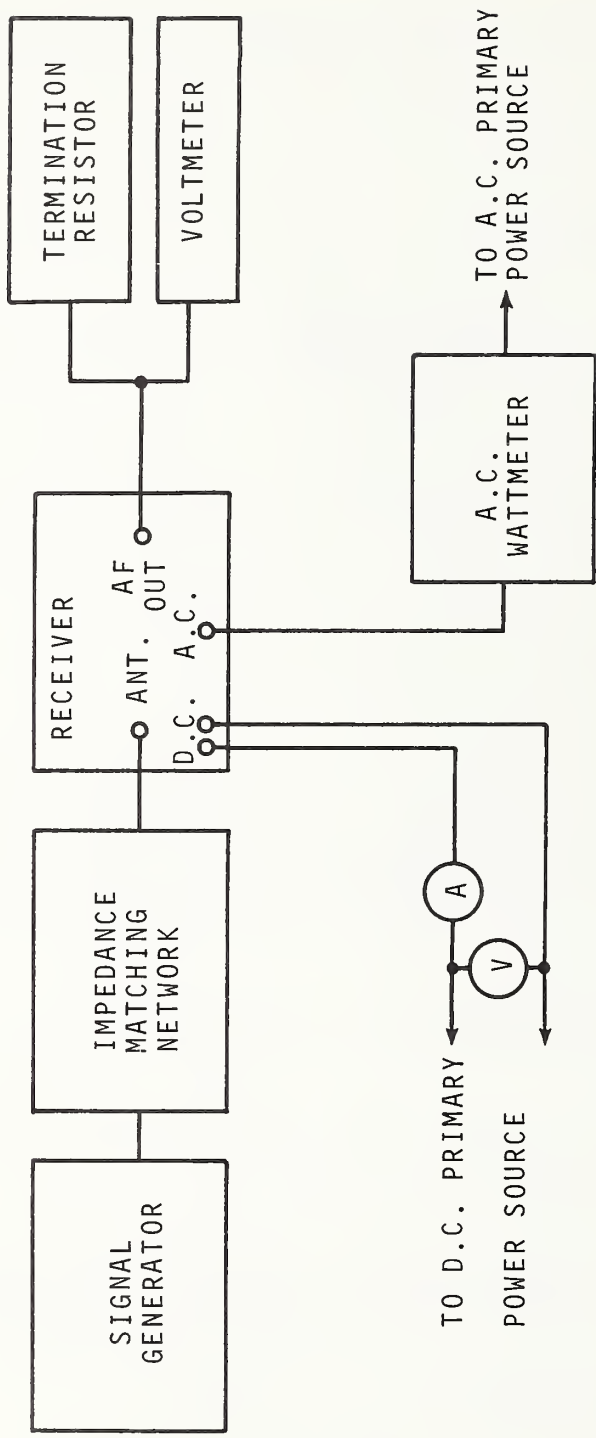 SIGNAL
GENERATOR
IMPEDANCE
MATCHING
NETWORK
RECEIVER
ANT.
AF
OUT
D.C.
A.C.
TERMINATION
RESISTOR
VOLTMETER
A
V
TO D.C. PRIMARY
POWER SOURCE
A.C.
WATTMETER
TO A.C. PRIMARY
POWER SOURCE